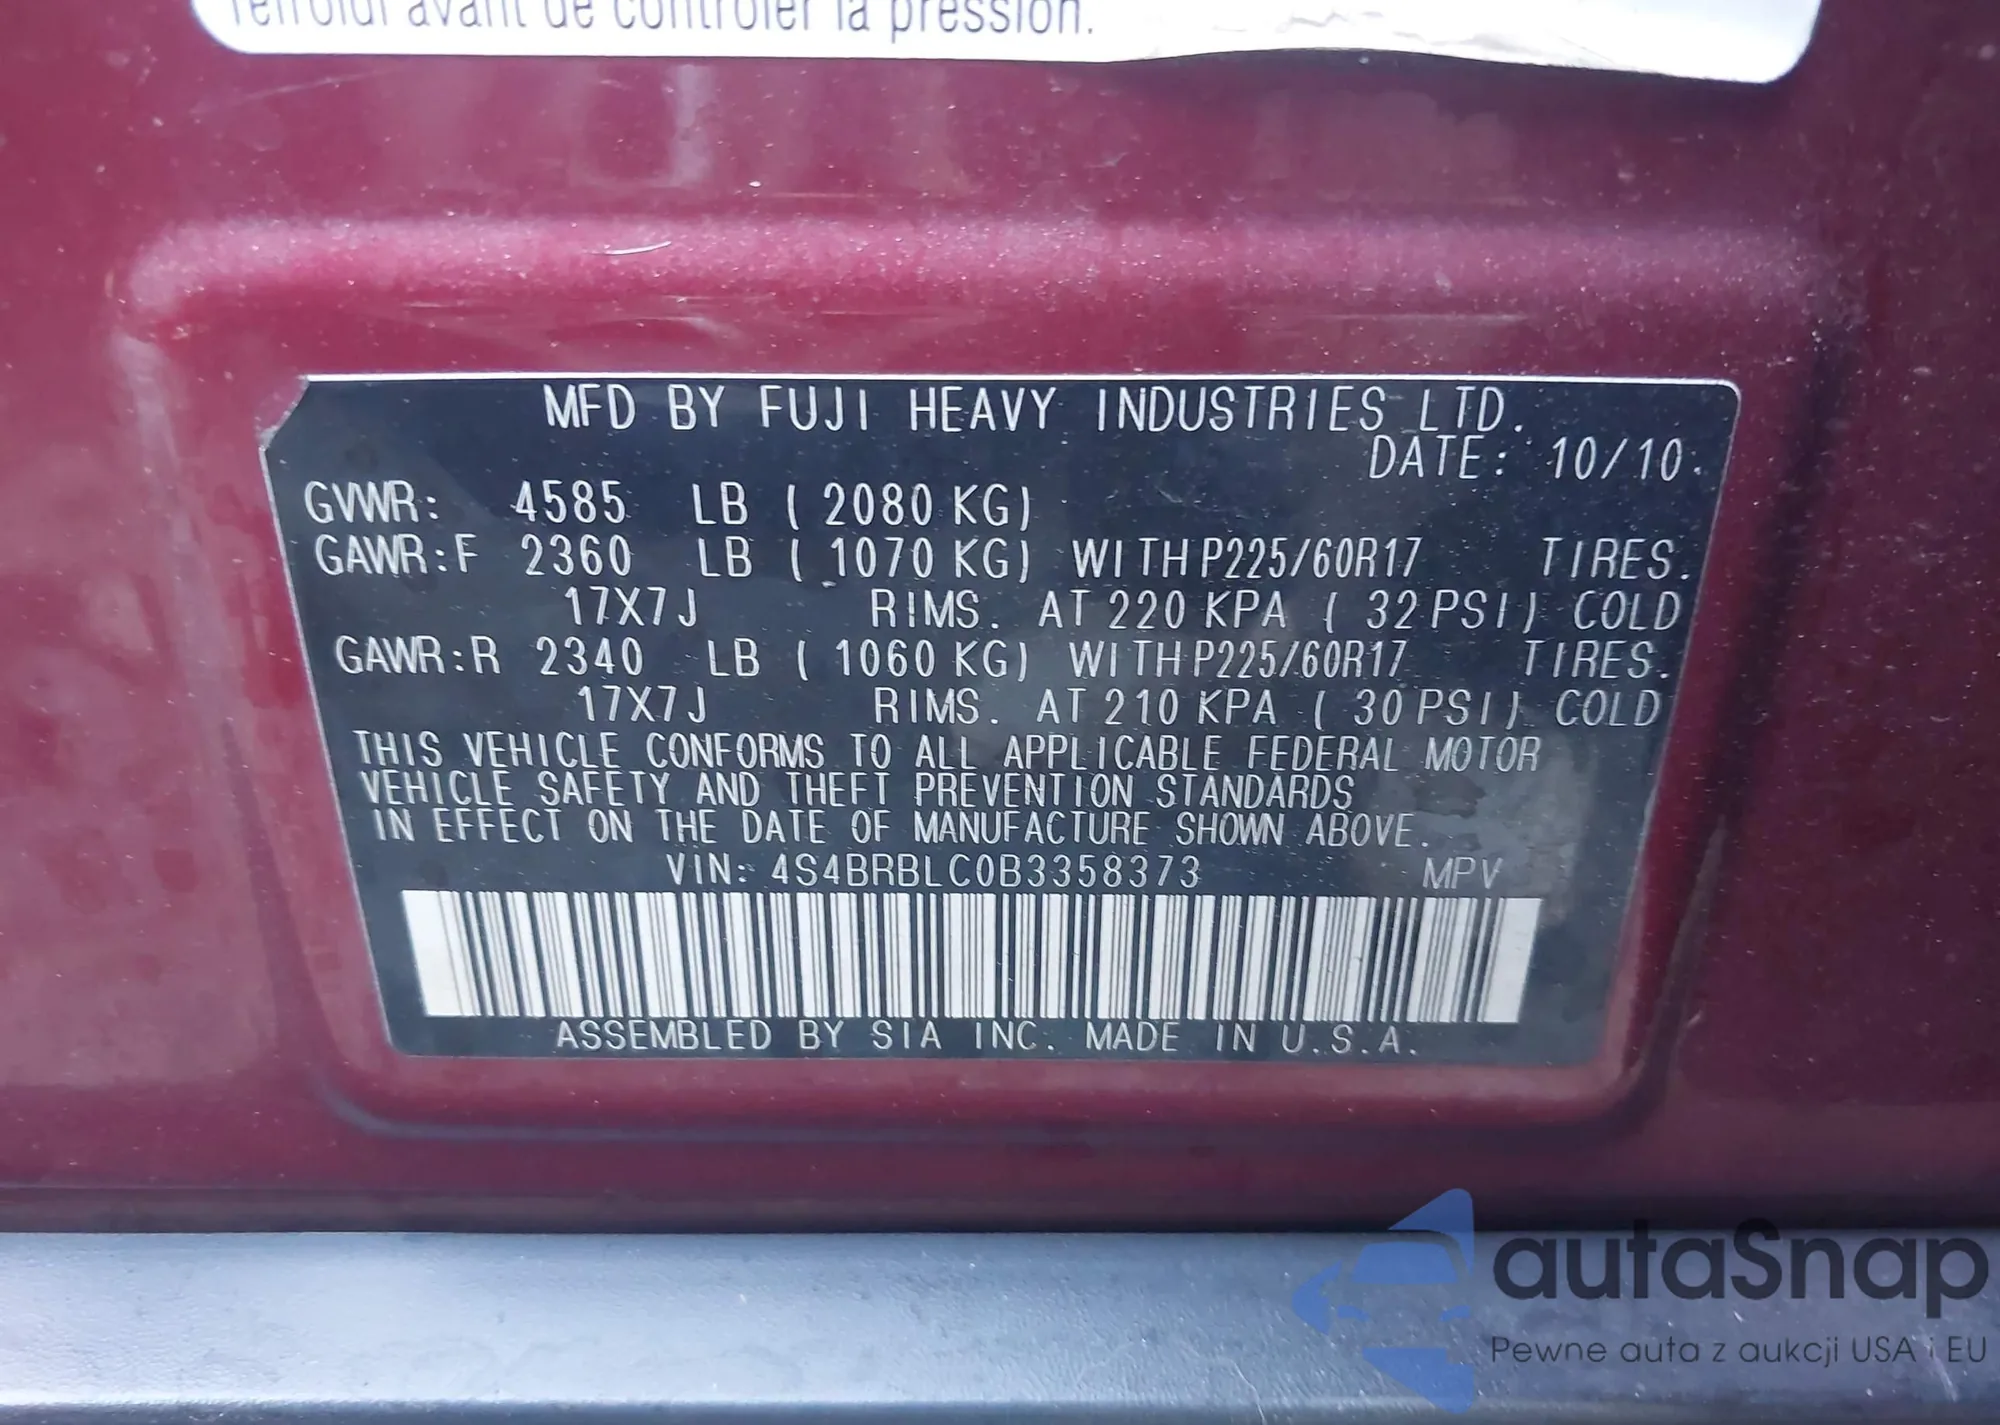 refroidi avant de contrôler la pression.
MFD BY FUJI HEAVY INDUSTRIES LTD.
DATE: 10/10
GVWR: 4585 LB ( 2080 KG)
GAWR:F 2360 LB ( 1070 KG) WITH P225/60R17 TIRES.
17X7J RIMS. AT 220 KPA ( 32 PSI) COLD
GAWR:R 2340 LB ( 1060 KG) WITH P225/60R17 TIRES.
17X7J RIMS. AT 210 KPA ( 30 PSI) COLD
THIS VEHICLE CONFORMS TO ALL APPLICABLE FEDERAL MOTOR
VEHICLE SAFETY AND THEFT PREVENTION STANDARDS
IN EFFECT ON THE DATE OF MANUFACTURE SHOWN ABOVE.
VIN: 4S4BRBLC0B3358373 MPV
ASSEMBLED BY SIA INC. MADE IN U.S.A.
autaSnap
Pewne auta z aukcji USA i EU